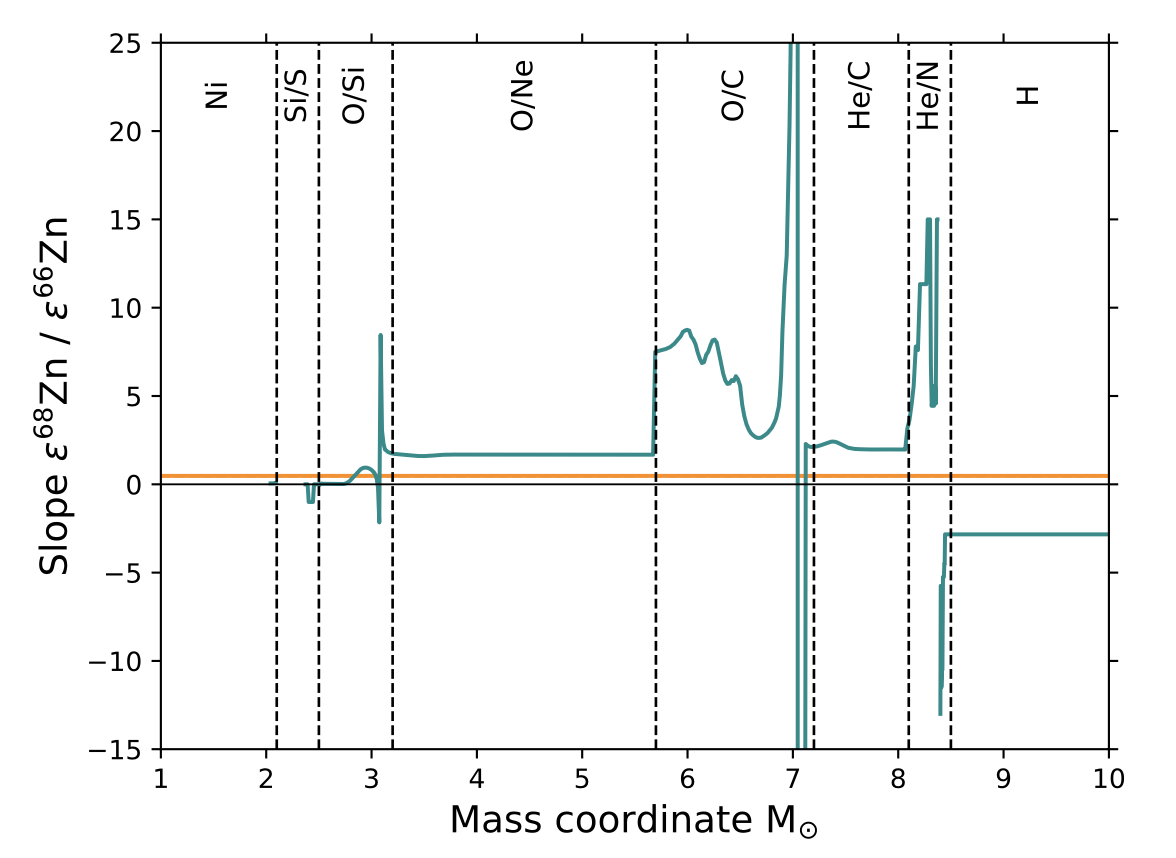 Ni
Si/S
O/Si
O/Ne
O/C
He/C
He/N
H
25
20
15
10
5
0
−5
−10
−15
Slope ε⁶⁸Zn / ε⁶⁶Zn
1 2 3 4 5 6 7 8 9 10
Mass coordinate M⊙